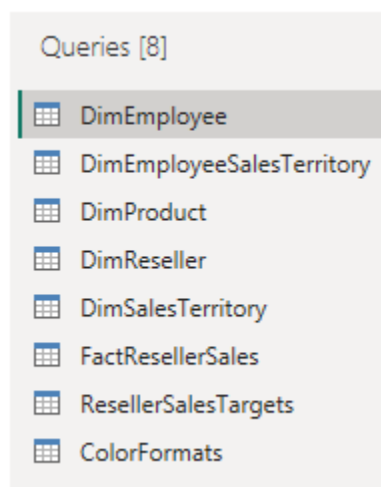 Queries [8]
DimEmployee
DimEmployeeSalesTerritory
DimProduct
DimReseller
DimSalesTerritory
FactResellerSales
ResellerSalesTargets
ColorFormats